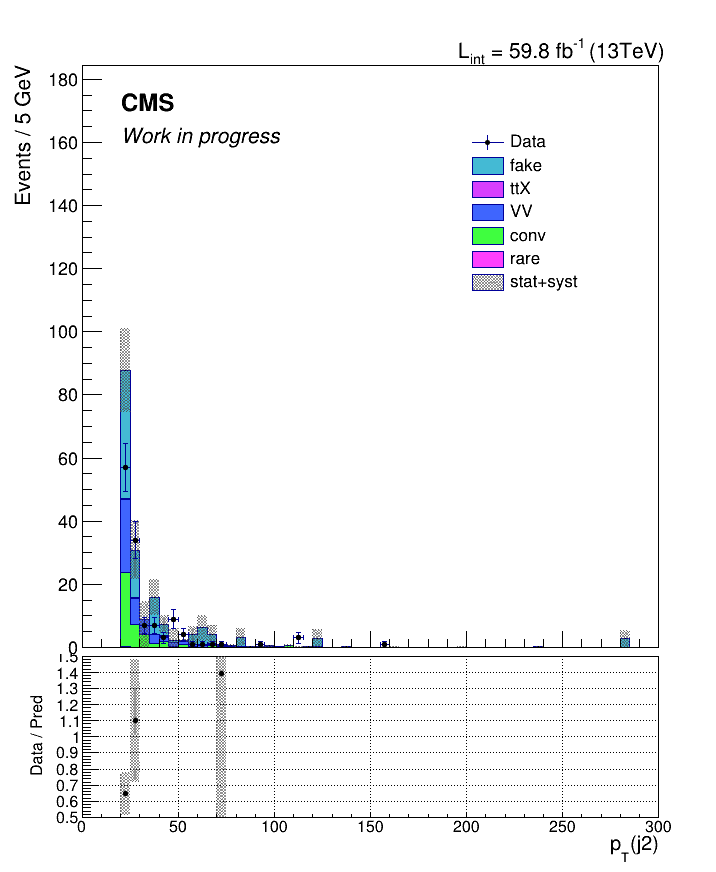 L_int = 59.8 fb^-1 (13TeV)
Events / 5 GeV
180
160
140
120
100
80
60
40
20
0
CMS
Work in progress
Data
fake
ttX
VV
conv
rare
stat+syst
Data / Pred
1.5
1.4
1.3
1.2
1.1
1
0.9
0.8
0.7
0.6
0.5
0 50 100 150 200 250 300
p_T(j2)